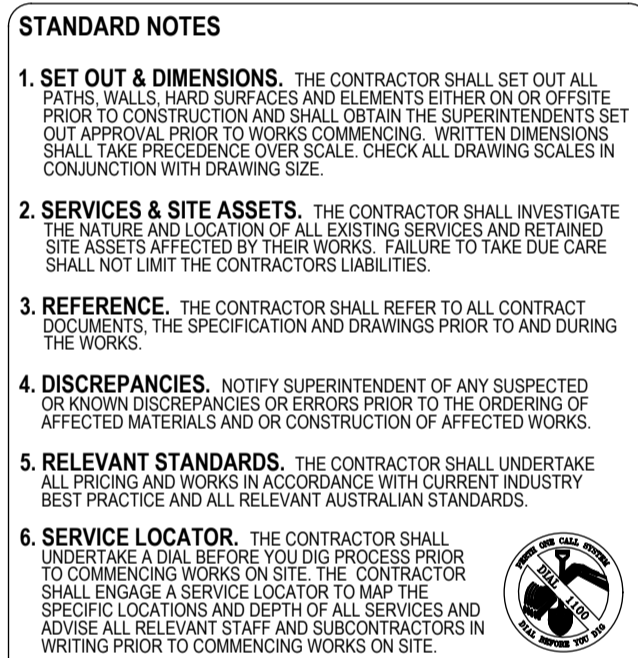 STANDARD NOTES
1. SET OUT & DIMENSIONS. THE CONTRACTOR SHALL SET OUT ALL
PATHS, WALLS, HARD SURFACES AND ELEMENTS EITHER ON OR OFFSITE
PRIOR TO CONSTRUCTION AND SHALL OBTAIN THE SUPERINTENDENTS SET
OUT APPROVAL PRIOR TO WORKS COMMENCING. WRITTEN DIMENSIONS
SHALL TAKE PRECEDENCE OVER SCALE. CHECK ALL DRAWING SCALES IN
CONJUNCTION WITH DRAWING SIZE.
2. SERVICES & SITE ASSETS. THE CONTRACTOR SHALL INVESTIGATE
THE NATURE AND LOCATION OF ALL EXISTING SERVICES AND RETAINED
SITE ASSETS AFFECTED BY THEIR WORKS. FAILURE TO TAKE DUE CARE
SHALL NOT LIMIT THE CONTRACTORS LIABILITIES.
3. REFERENCE. THE CONTRACTOR SHALL REFER TO ALL CONTRACT
DOCUMENTS, THE SPECIFICATION AND DRAWINGS PRIOR TO AND DURING
THE WORKS.
4. DISCREPANCIES. NOTIFY SUPERINTENDENT OF ANY SUSPECTED
OR KNOWN DISCREPANCIES OR ERRORS PRIOR TO THE ORDERING OF
AFFECTED MATERIALS AND OR CONSTRUCTION OF AFFECTED WORKS.
5. RELEVANT STANDARDS. THE CONTRACTOR SHALL UNDERTAKE
ALL PRICING AND WORKS IN ACCORDANCE WITH CURRENT INDUSTRY
BEST PRACTICE AND ALL RELEVANT AUSTRALIAN STANDARDS.
6. SERVICE LOCATOR. THE CONTRACTOR SHALL
UNDERTAKE A DIAL BEFORE YOU DIG PROCESS PRIOR
TO COMMENCING WORKS ON SITE. THE CONTRACTOR
SHALL ENGAGE A SERVICE LOCATOR TO MAP THE
SPECIFIC LOCATIONS AND DEPTH OF ALL SERVICES AND
ADVISE ALL RELEVANT STAFF AND SUBCONTRACTORS IN
WRITING PRIOR TO COMMENCING WORKS ON SITE.
PERTH ONE CALL SYSTEM
DIAL 1100
DIAL BEFORE YOU DIG